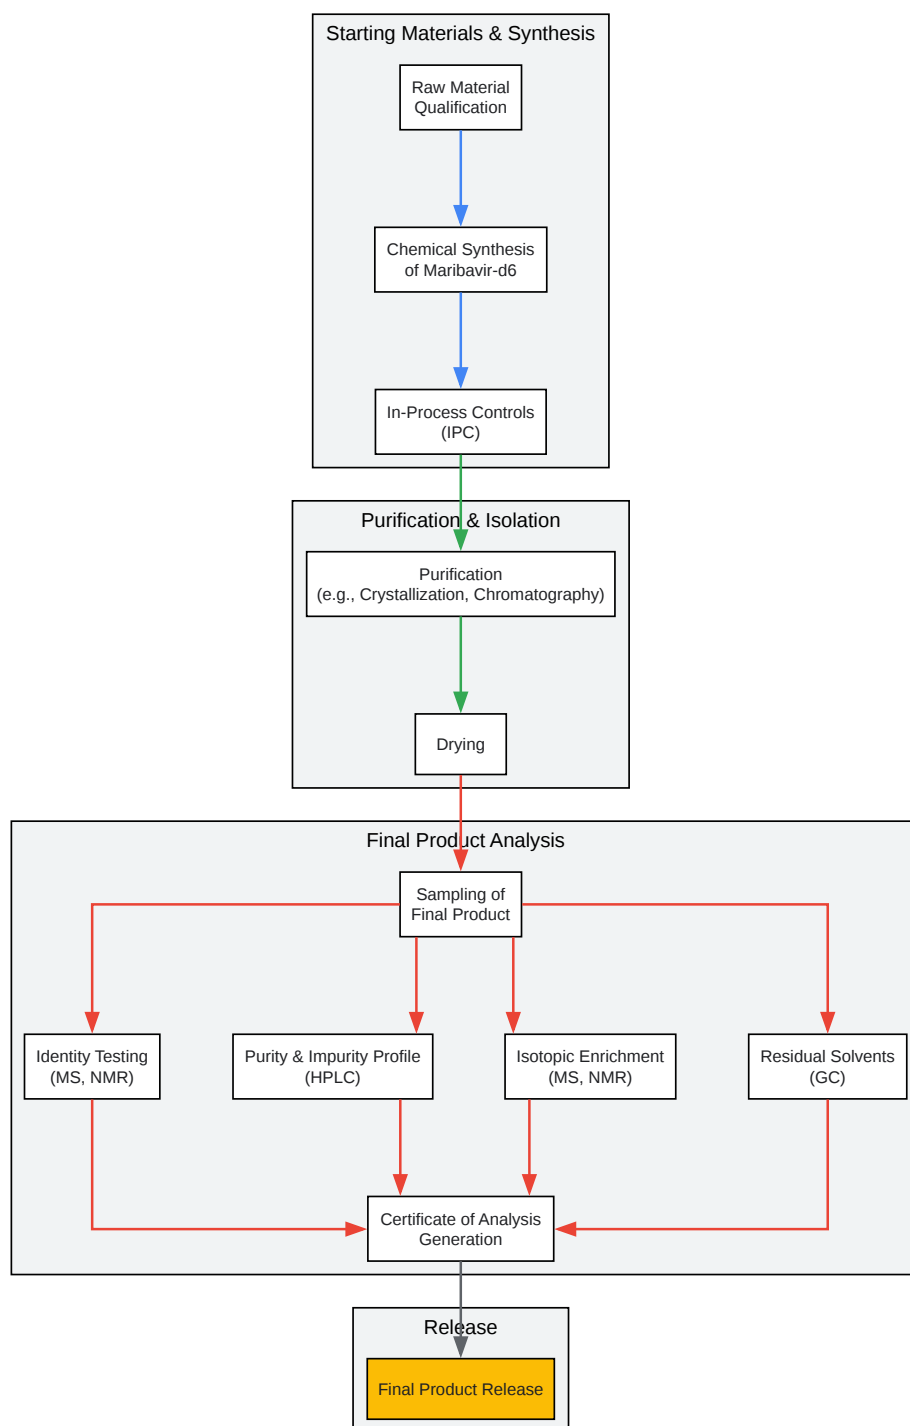 Starting Materials & Synthesis
Raw Material
Qualification
Chemical Synthesis
of Maribavir-d6
In-Process Controls
(IPC)
Purification & Isolation
Purification
(e.g., Crystallization, Chromatography)
Drying
Final Product Analysis
Sampling of
Final Product
Identity Testing
(MS, NMR)
Purity & Impurity Profile
(HPLC)
Isotopic Enrichment
(MS, NMR)
Residual Solvents
(GC)
Certificate of Analysis
Generation
Release
Final Product Release